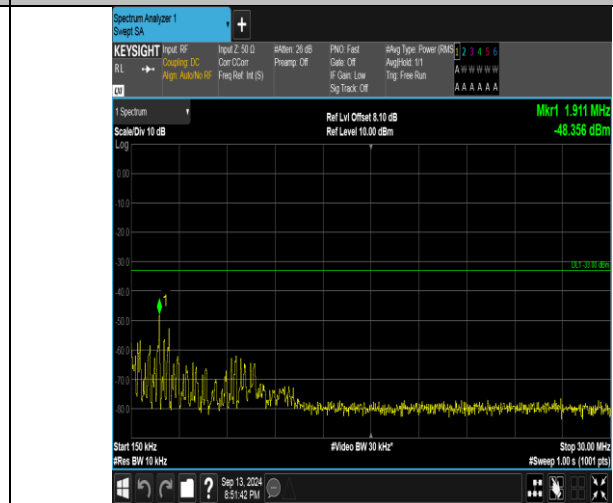 Spectrum Analyzer 1
Swept SA
+
KEYSIGHT Input: RF Input Z: 50 Ω #Atten: 26 dB PNO: Fast #Avg Type: Power (RMS 1 2 3 4 5 6
RL Coupling: DC Corr CCorr Preamp: Off Gate: Off Avg|Hold: 1/1 A W W W W W
Align: Auto/No RF Freq Ref: Int (S) IF Gain: Low Trig: Free Run
Sig Track: Off A A A A A A
LXI
1 Spectrum Ref Lvl Offset 8.10 dB Mkr1 1.911 MHz
Scale/Div 10 dB Ref Level 10.00 dBm -48.356 dBm
Log
0.00
-10.0
-20.0
-30.0
DL1 -33.00 dBm
-40.0
1
-50.0
-60.0
-70.0
-80.0
Start 150 kHz #Video BW 30 kHz* Stop 30.00 MHz
#Res BW 10 kHz #Sweep 1.00 s (1001 pts)
? Sep 13, 2024
8:51:42 PM